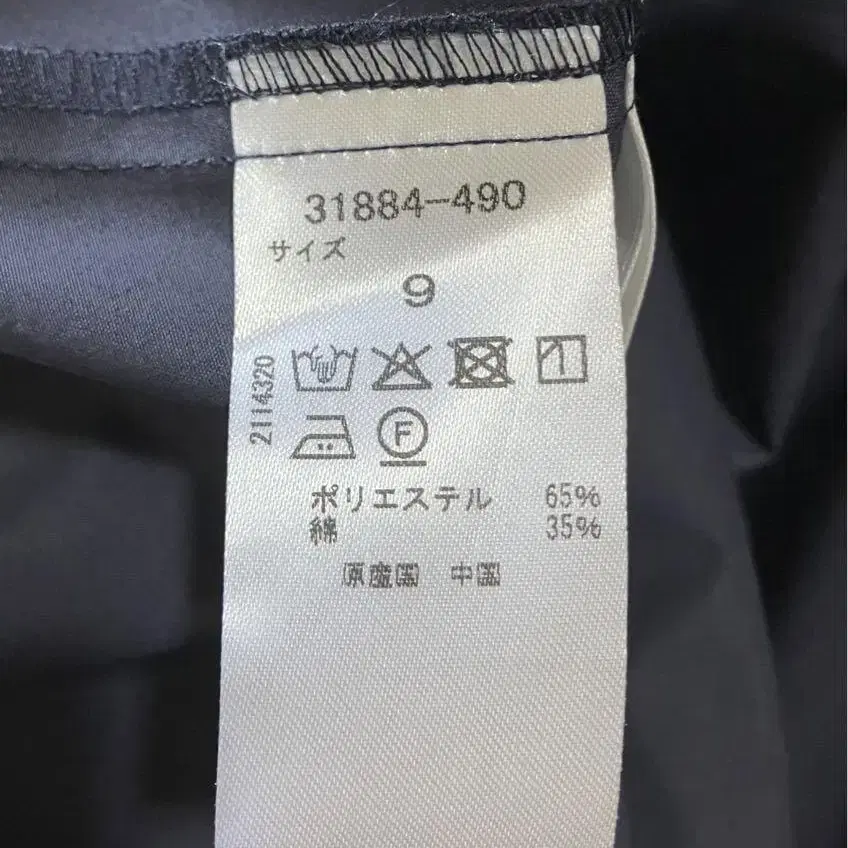 31884-490
サイズ
9
2114320
F
ポリエステル 65%
綿 35%
原産国 中国